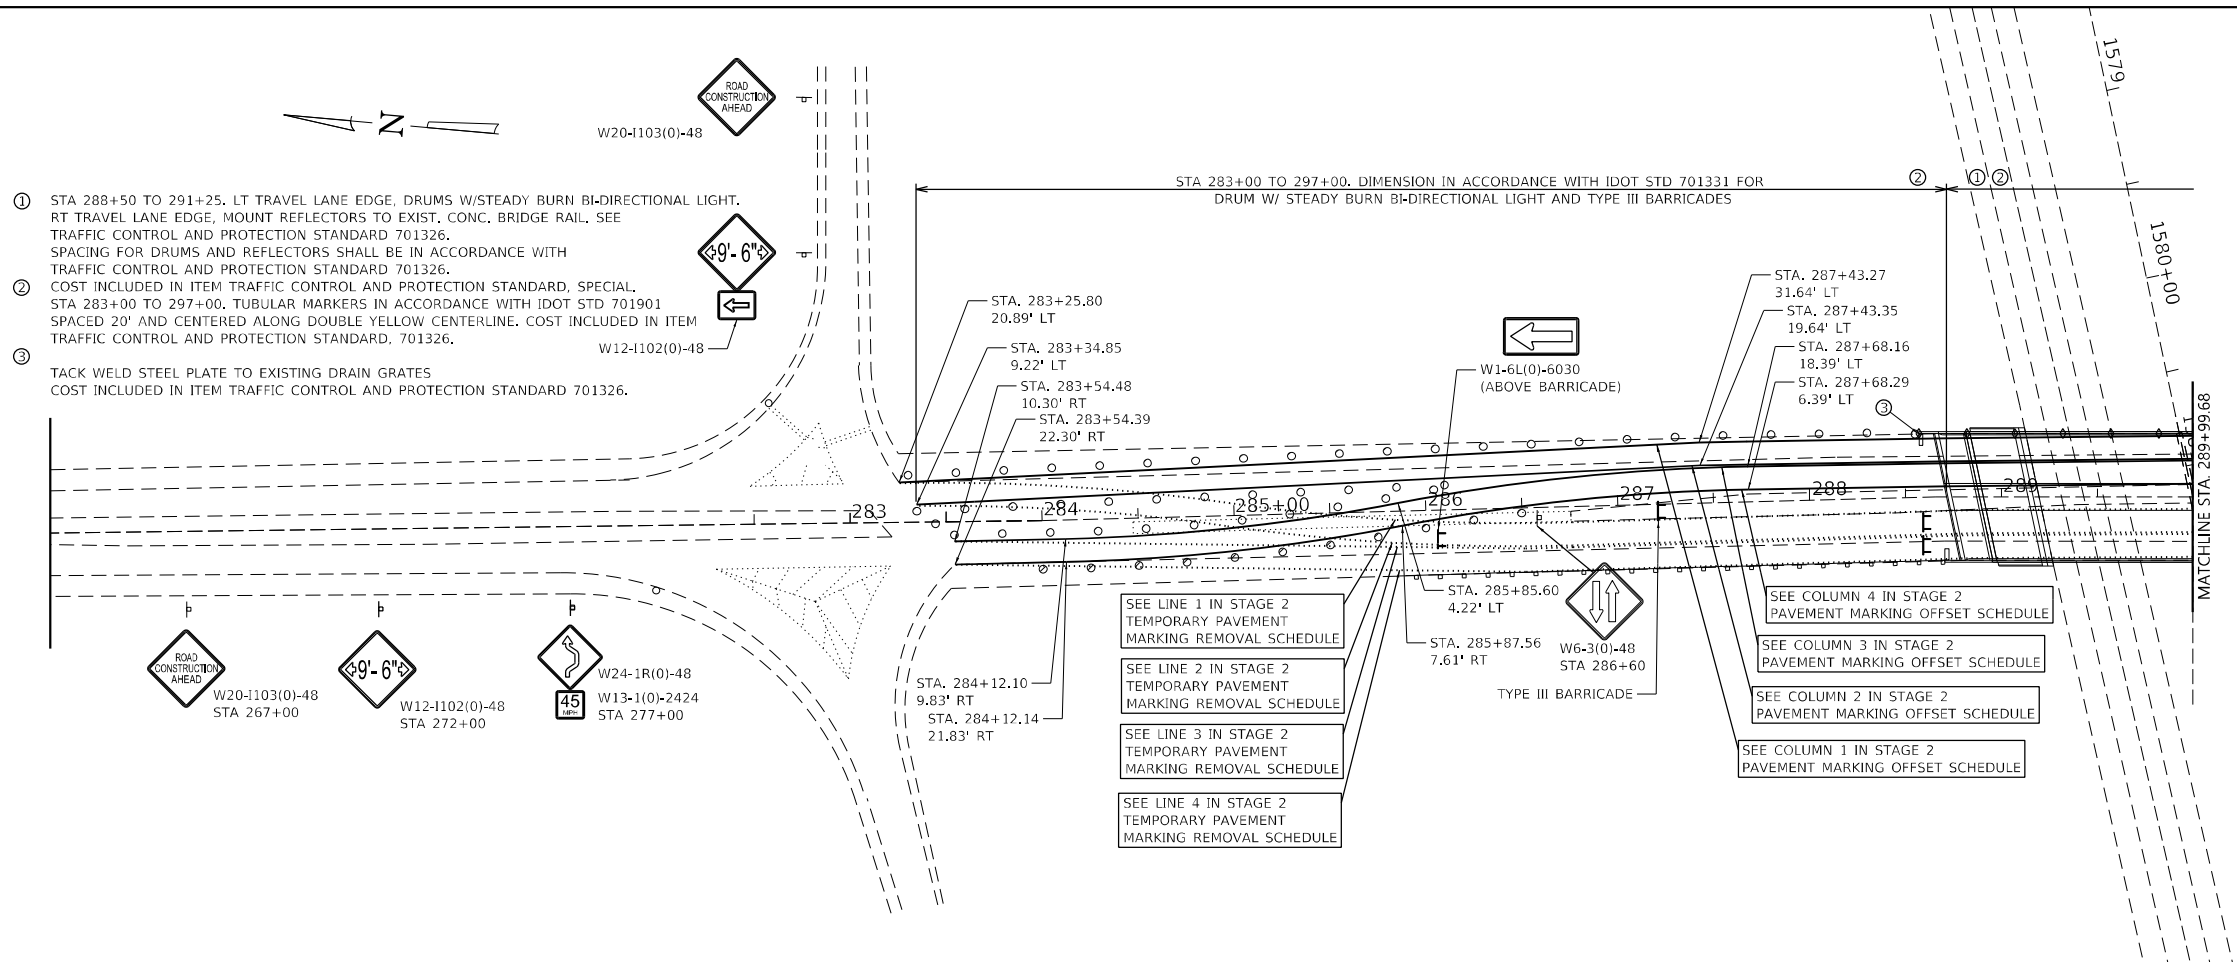 ROAD
CONSTRUCTION
AHEAD
W20-I103(0)-48
N
① STA 288+50 TO 291+25. LT TRAVEL LANE EDGE, DRUMS W/STEADY BURN BI-DIRECTIONAL LIGHT.
RT TRAVEL LANE EDGE, MOUNT REFLECTORS TO EXIST. CONC. BRIDGE RAIL. SEE
TRAFFIC CONTROL AND PROTECTION STANDARD 701326.
SPACING FOR DRUMS AND REFLECTORS SHALL BE IN ACCORDANCE WITH
TRAFFIC CONTROL AND PROTECTION STANDARD 701326.
② COST INCLUDED IN ITEM TRAFFIC CONTROL AND PROTECTION STANDARD, SPECIAL.
STA 283+00 TO 297+00. TUBULAR MARKERS IN ACCORDANCE WITH IDOT STD 701901
SPACED 20' AND CENTERED ALONG DOUBLE YELLOW CENTERLINE. COST INCLUDED IN ITEM
TRAFFIC CONTROL AND PROTECTION STANDARD, 701326.
③
TACK WELD STEEL PLATE TO EXISTING DRAIN GRATES
COST INCLUDED IN ITEM TRAFFIC CONTROL AND PROTECTION STANDARD 701326.
9'-6"
W12-I102(0)-48
STA 283+00 TO 297+00. DIMENSION IN ACCORDANCE WITH IDOT STD 701331 FOR
DRUM W/ STEADY BURN BI-DIRECTIONAL LIGHT AND TYPE III BARRICADES
② ① ②
1579
1580+00
STA. 283+25.80
20.89' LT
STA. 283+34.85
9.22' LT
STA. 283+54.48
10.30' RT
STA. 283+54.39
22.30' RT
W1-6L(0)-6030
(ABOVE BARRICADE)
STA. 287+43.27
31.64' LT
STA. 287+43.35
19.64' LT
STA. 287+68.16
18.39' LT
STA. 287+68.29
6.39' LT
③
MATCHLINE STA. 289+99.68
283 284 285+00 286 287 288 289
ROAD
CONSTRUCTION
AHEAD
W20-I103(0)-48
STA 267+00
9'-6"
W12-I102(0)-48
STA 272+00
45
MPH
W24-1R(0)-48
W13-1(0)-2424
STA 277+00
STA. 284+12.10
9.83' RT
STA. 284+12.14
21.83' RT
SEE LINE 1 IN STAGE 2
TEMPORARY PAVEMENT
MARKING REMOVAL SCHEDULE
SEE LINE 2 IN STAGE 2
TEMPORARY PAVEMENT
MARKING REMOVAL SCHEDULE
SEE LINE 3 IN STAGE 2
TEMPORARY PAVEMENT
MARKING REMOVAL SCHEDULE
SEE LINE 4 IN STAGE 2
TEMPORARY PAVEMENT
MARKING REMOVAL SCHEDULE
STA. 285+85.60
4.22' LT
STA. 285+87.56
7.61' RT
W6-3(0)-48
STA 286+60
TYPE III BARRICADE
SEE COLUMN 4 IN STAGE 2
PAVEMENT MARKING OFFSET SCHEDULE
SEE COLUMN 3 IN STAGE 2
PAVEMENT MARKING OFFSET SCHEDULE
SEE COLUMN 2 IN STAGE 2
PAVEMENT MARKING OFFSET SCHEDULE
SEE COLUMN 1 IN STAGE 2
PAVEMENT MARKING OFFSET SCHEDULE